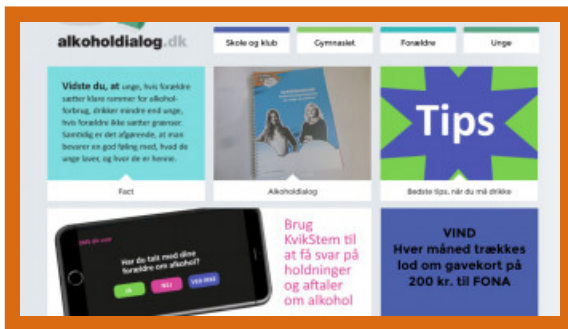 alkoholdialog.dk
Skole og klub
Gymnasiet
Forældre
Unge
Vidste du, at unge, hvis forældre
sætter klare rammer for alkohol-
forbrug, drikker mindre end unge,
hvis forældre ikke sætter grænser.
Samtidig er det afgørende, at man
bevarer en god føling med, hvad de
unge laver, og hvor de er henne.
Fact
Alkoholdialog
Tips
Bedste tips, når du må drikke
Har du talt med dine
forældre om alkohol?
JA
NEJ
VED IKKE
Brug
KvikStem til
at få svar på
holdninger
og aftaler
om alkohol
VIND
Hver måned trækkes
lod om gavekort på
200 kr. til FONA